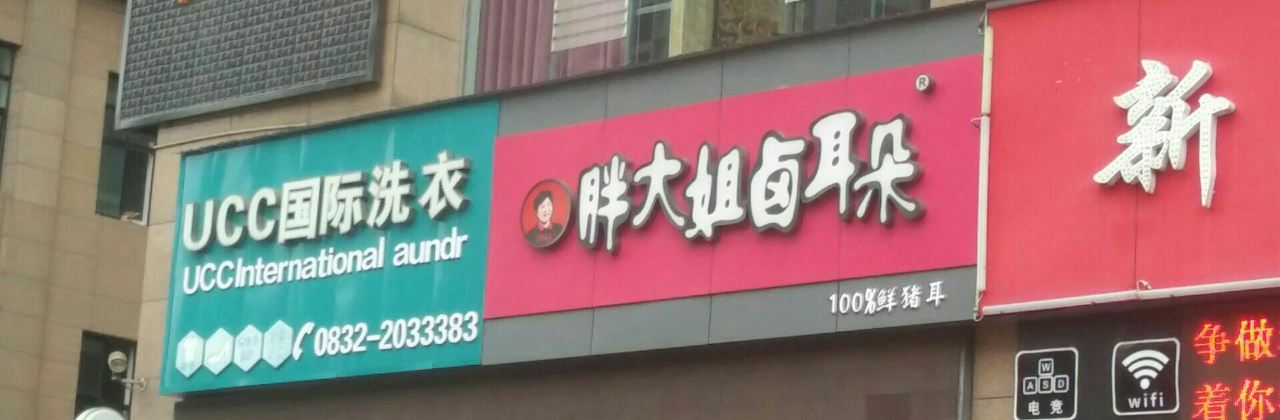 UCC国际洗衣
UCCInternational aundr
0832-2033383
胖大姐卤耳朵
®
100%鲜猪耳
新
W
A S D
电竞
wifi
争做
着你